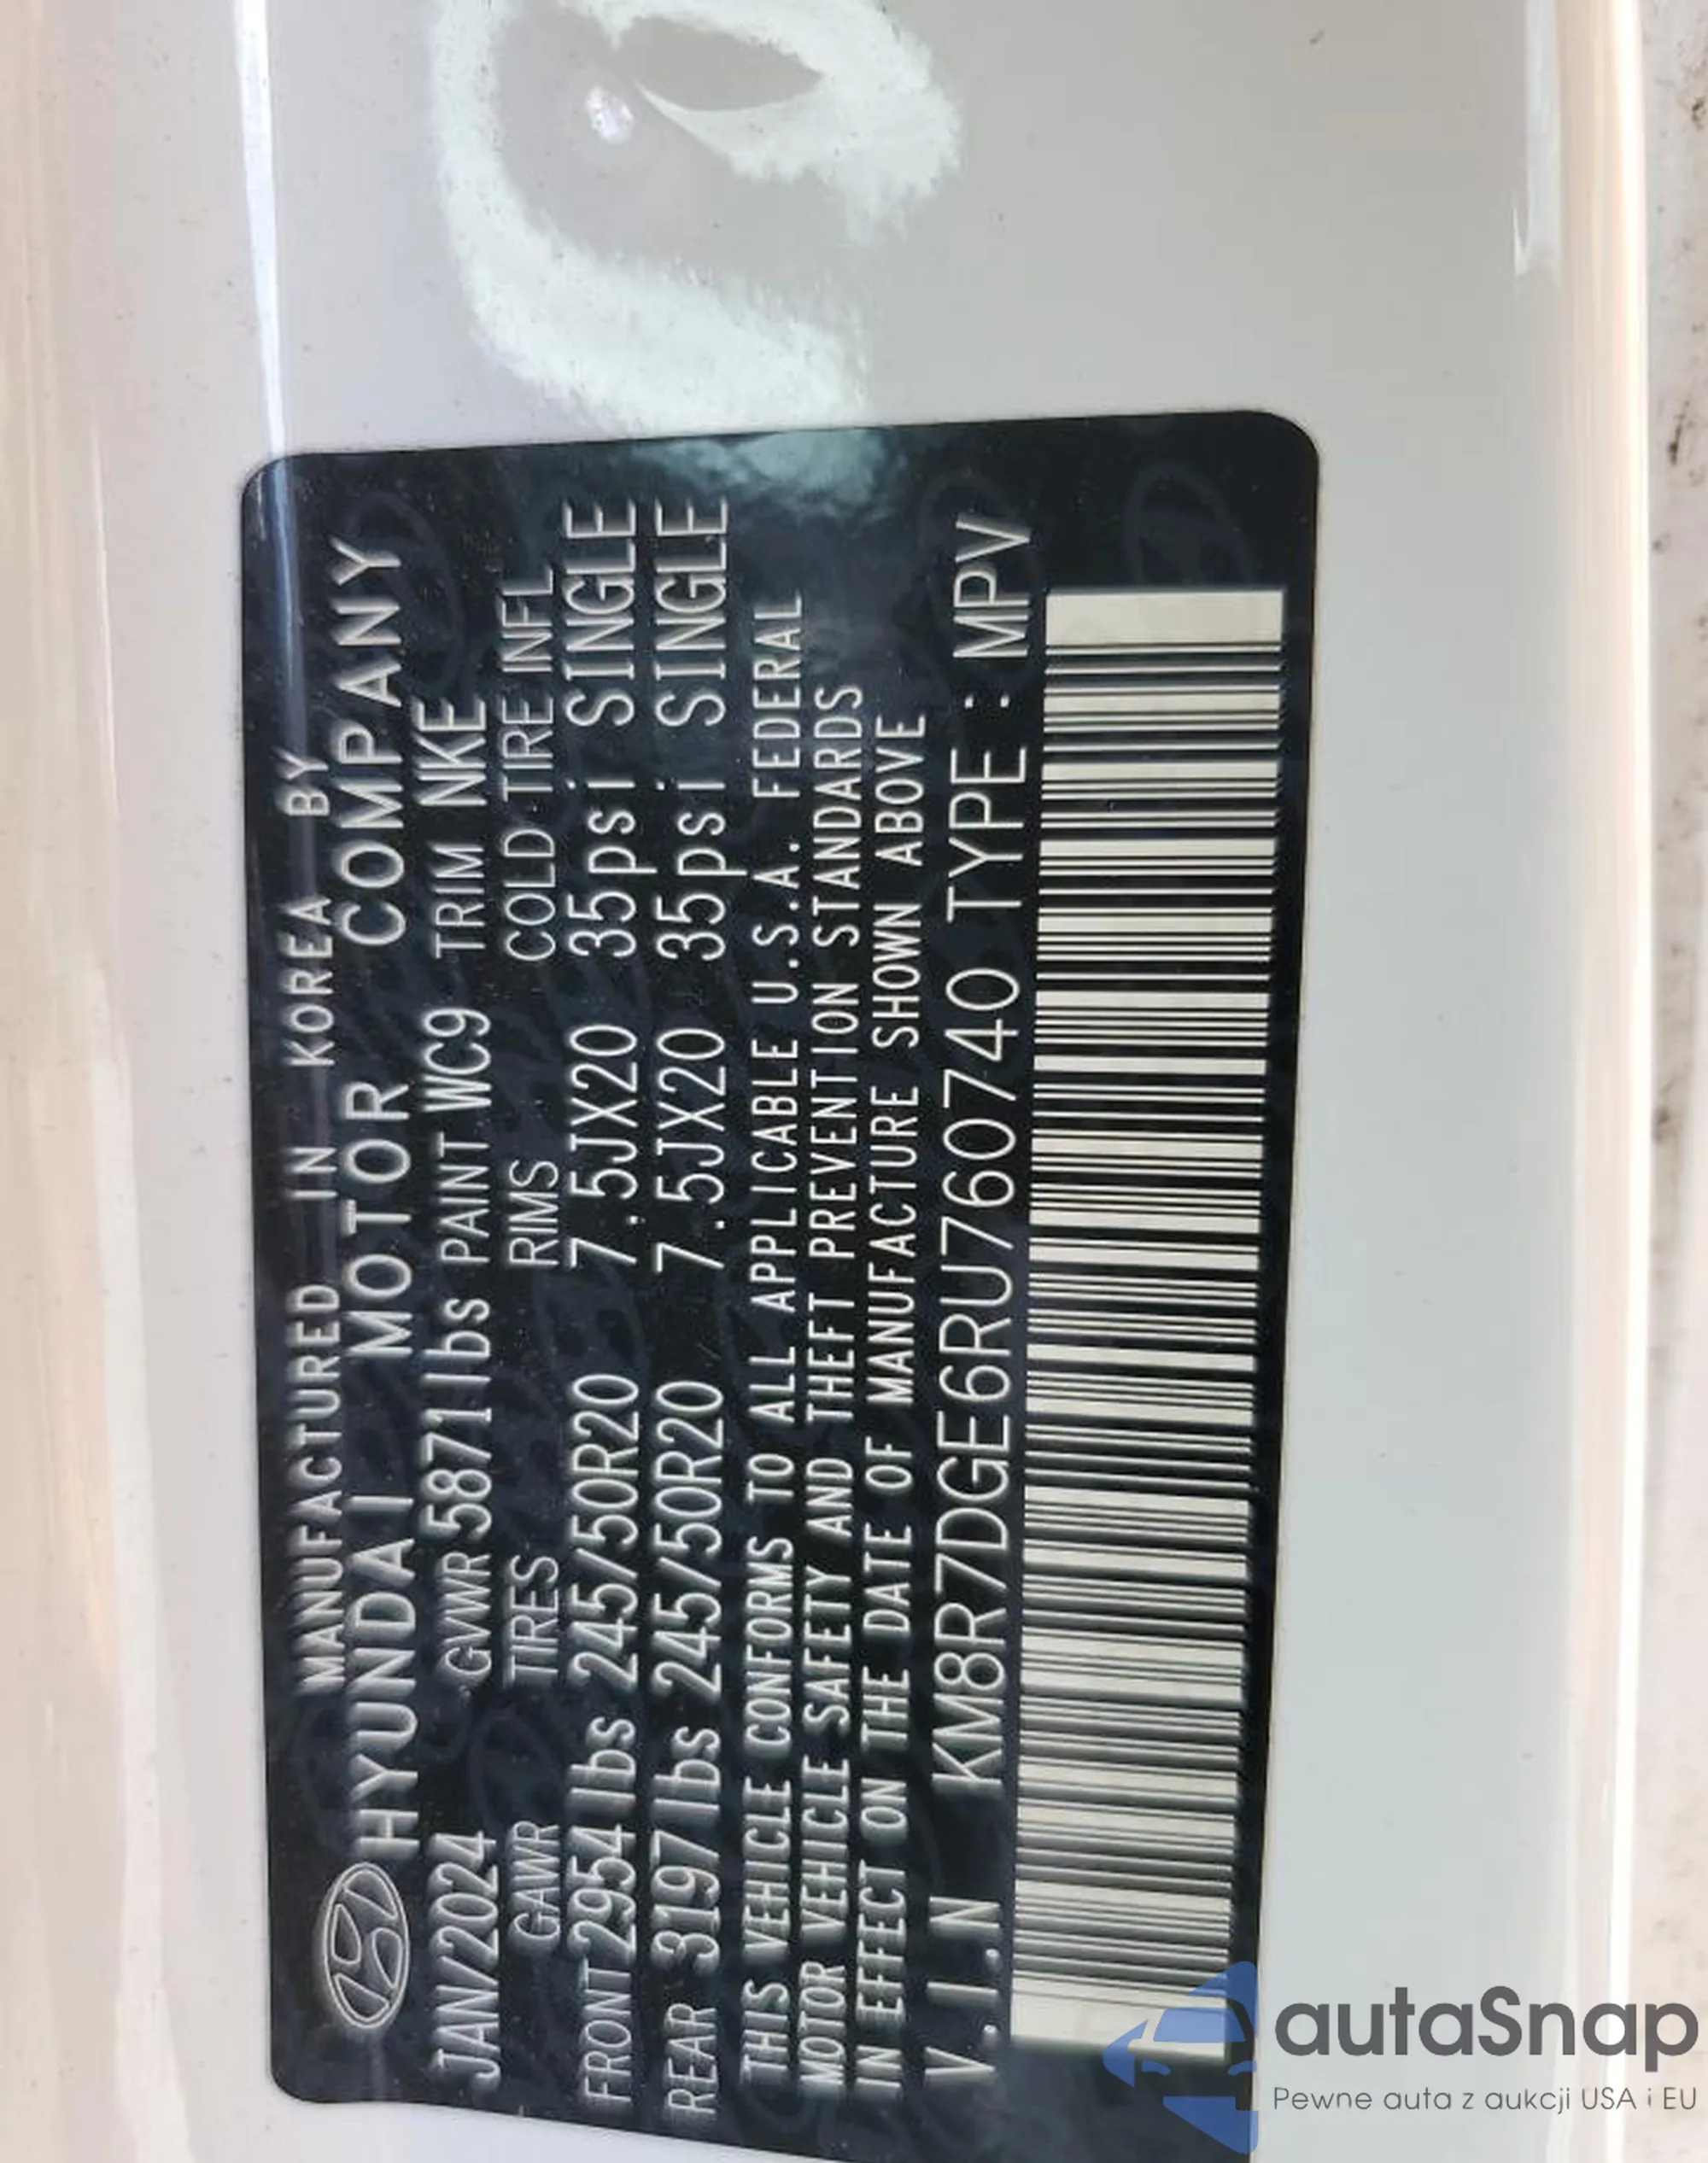 MANUFACTURED IN KOREA BY
HYUNDAI MOTOR COMPANY
JAN/2024 GVWR 5871lbs PAINT WC9 TRIM NKE
GAWR TIRES RIMS COLD TIRE INFL
FRONT 2954lbs 245/50R20 7.5JX20 35psi SINGLE
REAR 3197lbs 245/50R20 7.5JX20 35psi SINGLE
THIS VEHICLE CONFORMS TO ALL APPLICABLE U.S.A. FEDERAL
MOTOR VEHICLE SAFETY AND THEFT PREVENTION STANDARDS
IN EFFECT ON THE DATE OF MANUFACTURE SHOWN ABOVE
V.I.N KM8R7DGE6RU760740 TYPE : MPV
autaSnap
Pewne auta z aukcji USA i EU